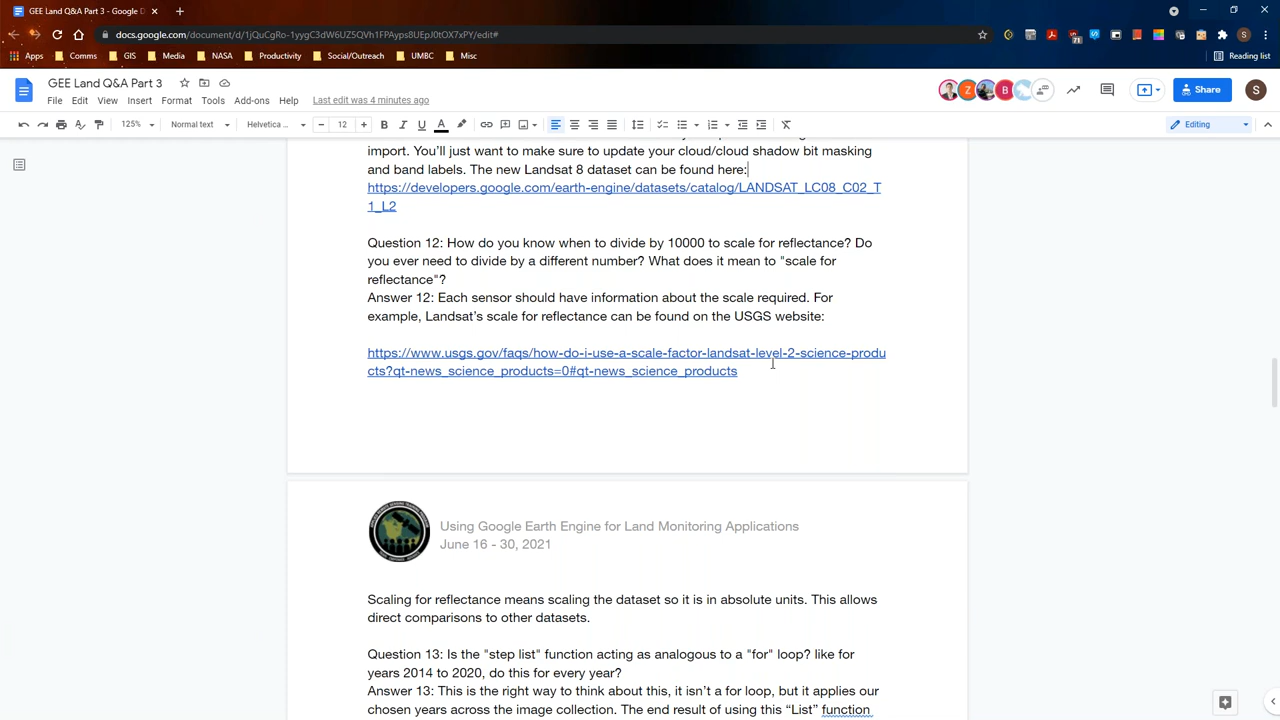 GEE Land Q&A Part 3 - Google D
docs.google.com/document/d/1jQuCgRo-1yygC3dW6UZ5QVh1FPAyps8UEpJ0tOX7xPY/edit#
Apps Comms GIS Media NASA Productivity Social/Outreach UMBC Misc Reading list
GEE Land Q&A Part 3
File Edit View Insert Format Tools Add-ons Help Last edit was 4 minutes ago
Share
S
125% Normal text Helvetica ... 12 Editing
import. You’ll just want to make sure to update your cloud/cloud shadow bit masking
and band labels. The new Landsat 8 dataset can be found here:
https://developers.google.com/earth-engine/datasets/catalog/LANDSAT_LC08_C02_T
1_L2
Question 12: How do you know when to divide by 10000 to scale for reflectance? Do
you ever need to divide by a different number? What does it mean to "scale for
reflectance"?
Answer 12: Each sensor should have information about the scale required. For
example, Landsat’s scale for reflectance can be found on the USGS website:
https://www.usgs.gov/faqs/how-do-i-use-a-scale-factor-landsat-level-2-science-produ
cts?qt-news_science_products=0#qt-news_science_products
Using Google Earth Engine for Land Monitoring Applications
June 16 - 30, 2021
Scaling for reflectance means scaling the dataset so it is in absolute units. This allows
direct comparisons to other datasets.
Question 13: Is the "step list" function acting as analogous to a "for" loop? like for
years 2014 to 2020, do this for every year?
Answer 13: This is the right way to think about this, it isn’t a for loop, but it applies our
chosen years across the image collection. The end result of using this “List” function